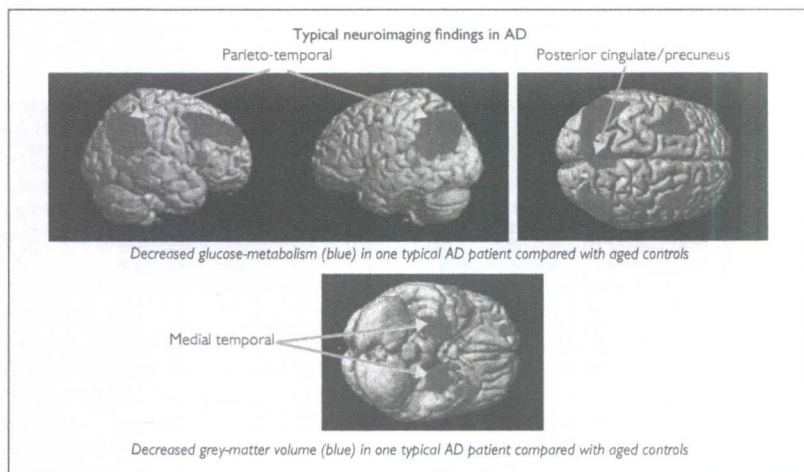 Typical neuroimaging findings in AD
Parieto-temporal
Posterior cingulate/precuneus
Decreased glucose-metabolism (blue) in one typical AD patient compared with aged controls
Medial temporal
Decreased grey-matter volume (blue) in one typical AD patient compared with aged controls